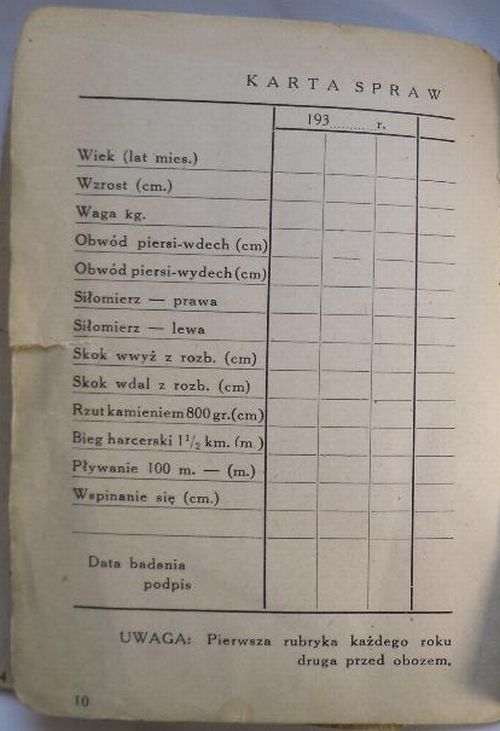 KARTA SPRAW
193............r.
Wiek (lat mies.)
Wzrost (cm.)
Waga kg.
Obwód piersi-wdech (cm)
Obwód piersi-wydech (cm)
Siłomierz — prawa
Siłomierz — lewa
Skok wwyż z rozb. (cm)
Skok wdal z rozb. (cm)
Rzut kamieniem 800 gr. (cm)
Bieg harcerski 1½ km. (m.)
Pływanie 100 m. — (m.)
Wspinanie się (cm.)
Data badania
podpis
UWAGA: Pierwsza rubryka każdego roku
druga przed obozem.
10
4